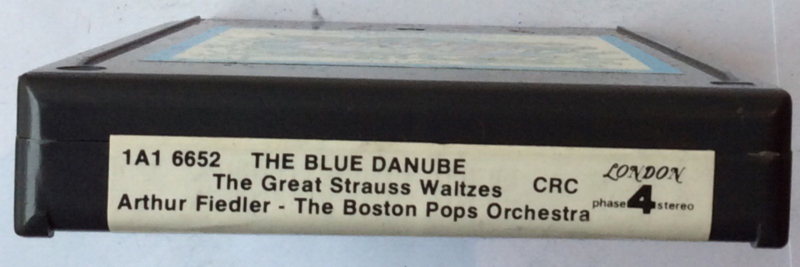 1A1 6652 THE BLUE DANUBE
The Great Strauss Waltzes CRC
Arthur Fiedler - The Boston Pops Orchestra
LONDON
phase 4 stereo